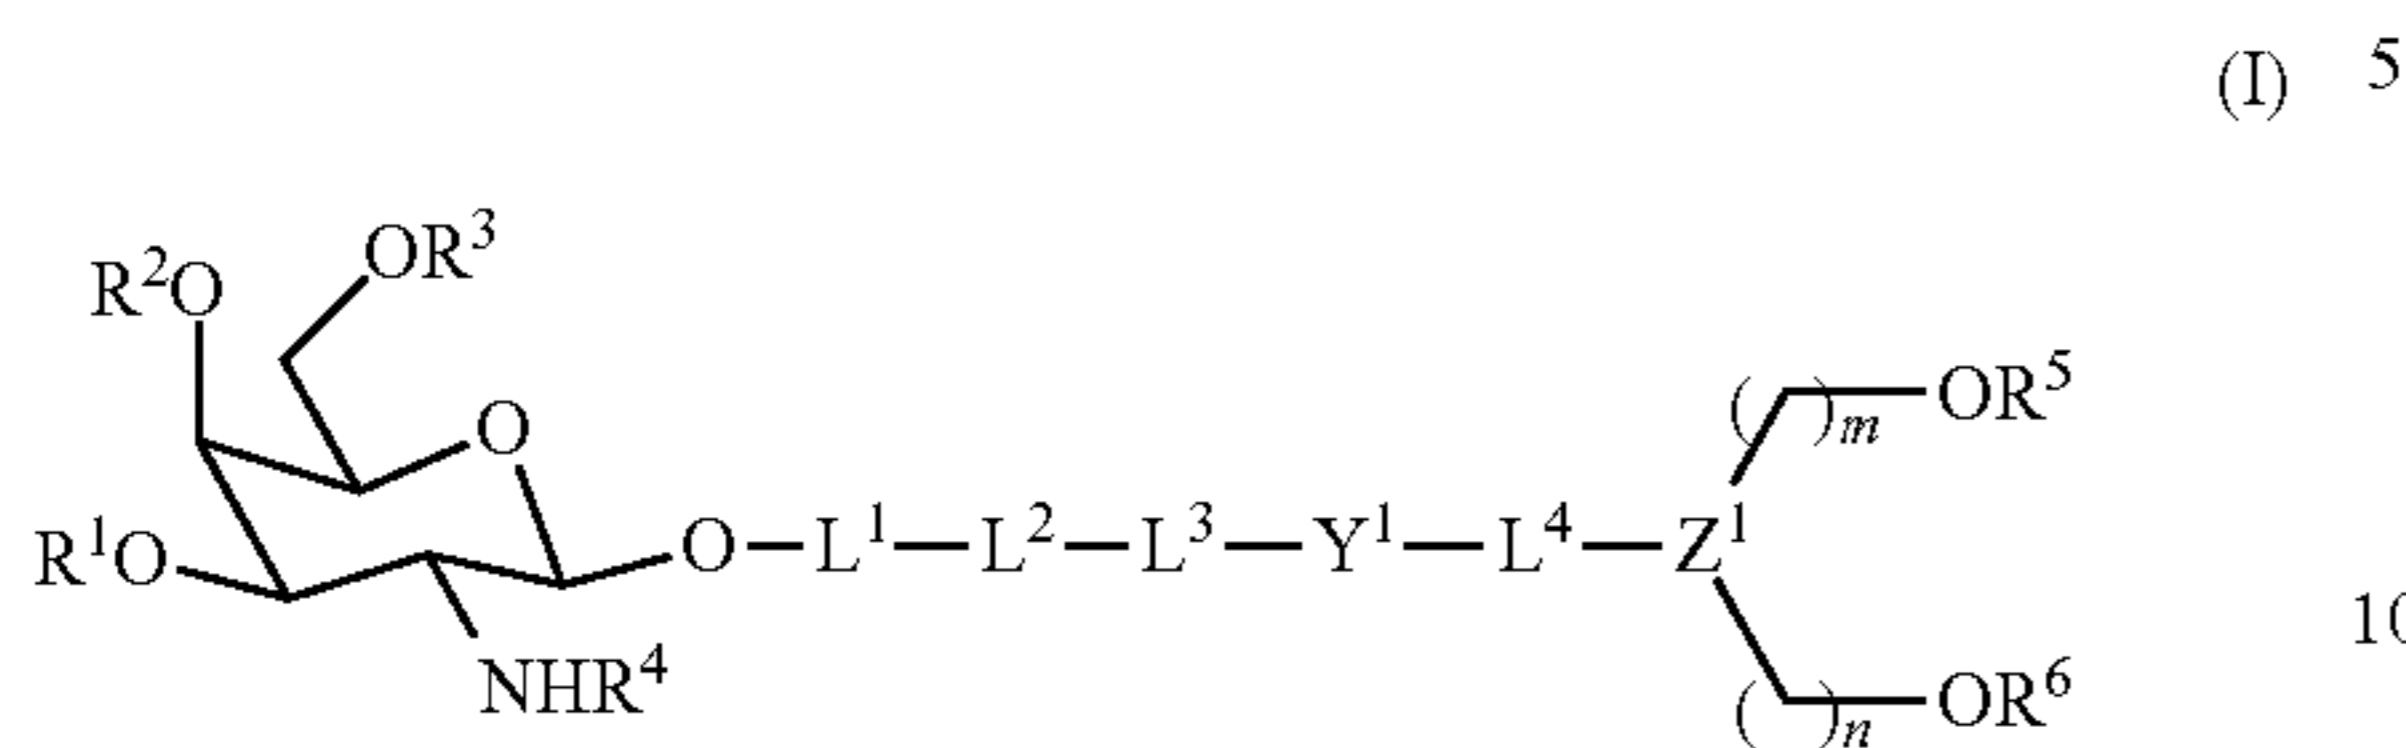 (I) 5
OR³
R²O
O
( )m OR⁵
R¹O O—L¹—L²—L³—Y¹—L⁴—Z¹
10
NHR⁴ ( )n OR⁶